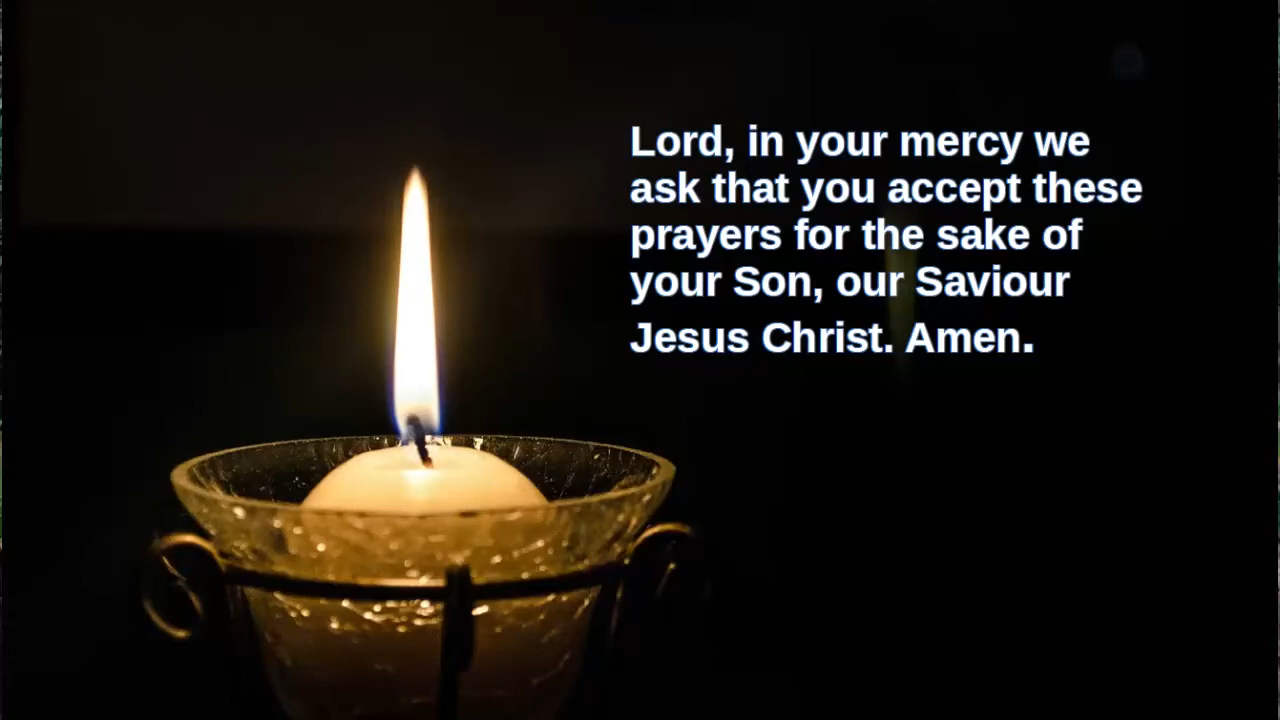 Lord, in your mercy we
ask that you accept these
prayers for the sake of
your Son, our Saviour
Jesus Christ. Amen.